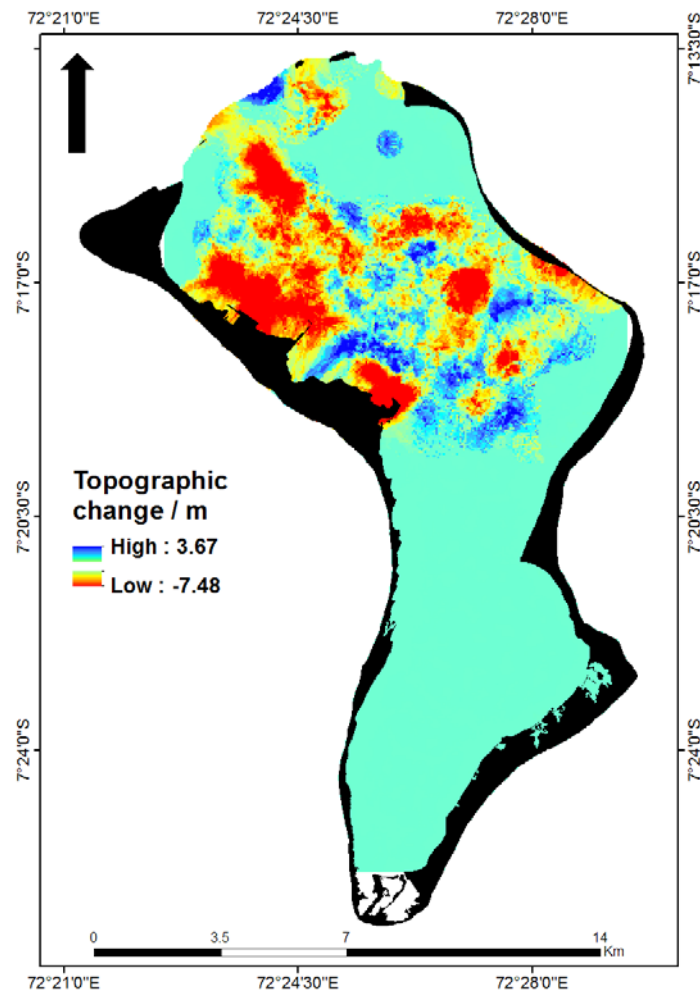 72°21'0"E
72°24'30"E
72°28'0"E
7°13'30"S
7°17'0"S
7°17'0"S
Topographic
change / m
High : 3.67
Low : -7.48
7°20'30"S
7°20'30"S
7°24'0"S
7°24'0"S
0
3.5
7
14
Km
72°21'0"E
72°24'30"E
72°28'0"E